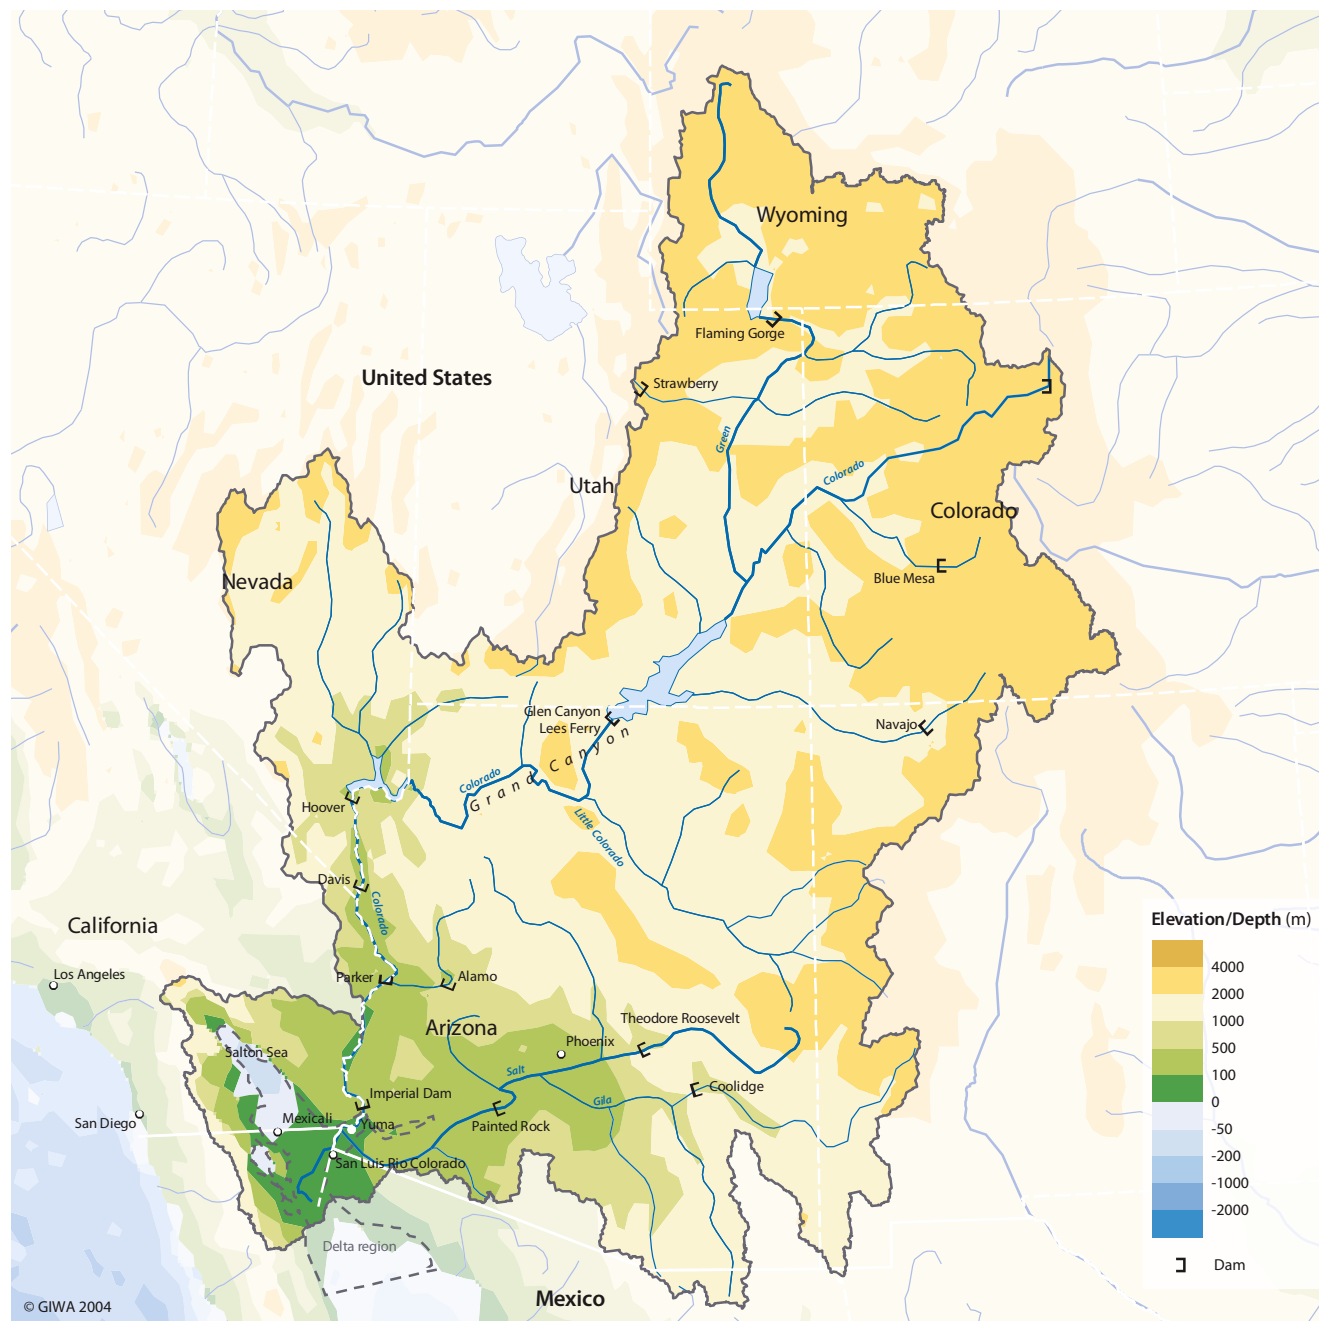 Wyoming
Flaming Gorge
United States
Strawberry
Green
Colorado
Utah
Colorado
Nevada
Blue Mesa
Glen Canyon
Lees Ferry
Navajo
Grand Canyon
Colorado
Hoover
Little Colorado
Davis
Colorado
California
Los Angeles
Parker
Alamo
Arizona
Theodore Roosevelt
Phoenix
Salton Sea
Salt
Coolidge
Imperial Dam
Gila
Mexicali
San Diego
Yuma
Painted Rock
San Luis Rio Colorado
Delta region
Mexico
© GIWA 2004
Elevation/Depth (m)
4000
2000
1000
500
100
0
-50
-200
-1000
-2000
Dam